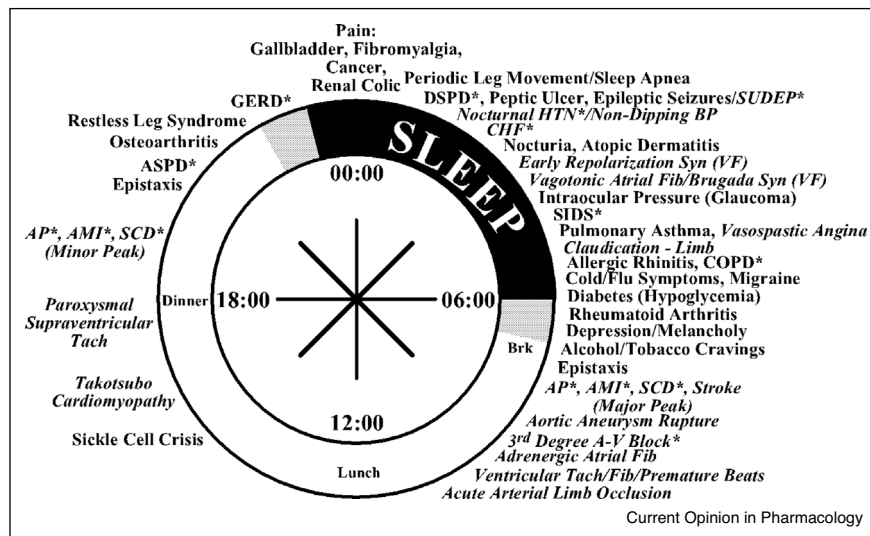 Pain:
Gallbladder, Fibromyalgia,
Cancer,
Renal Colic
Periodic Leg Movement/Sleep Apnea
DSPD*, Peptic Ulcer, Epileptic Seizures/SUDEP*
Nocturnal HTN*/Non-Dipping BP
CHF*
Nocturia, Atopic Dermatitis
Early Repolarization Syn (VF)
Vagotonic Atrial Fib/Brugada Syn (VF)
Intraocular Pressure (Glaucoma)
SIDS*
Pulmonary Asthma, Vasospastic Angina
Claudication - Limb
Allergic Rhinitis, COPD*
Cold/Flu Symptoms, Migraine
Diabetes (Hypoglycemia)
Rheumatoid Arthritis
Depression/Melancholy
Alcohol/Tobacco Cravings
Epistaxis
AP*, AMI*, SCD*, Stroke
(Major Peak)
Aortic Aneurysm Rupture
3rd Degree A-V Block*
Adrenergic Atrial Fib
Ventricular Tach/Fib/Premature Beats
Acute Arterial Limb Occlusion
GERD*
Restless Leg Syndrome
Osteoarthritis
ASPD*
Epistaxis
AP*, AMI*, SCD*
(Minor Peak)
Paroxysmal
Supraventricular
Tach
Takotsubo
Cardiomyopathy
Sickle Cell Crisis
SLEEP
00:00
06:00
Brk
12:00
Lunch
18:00
Dinner
Current Opinion in Pharmacology